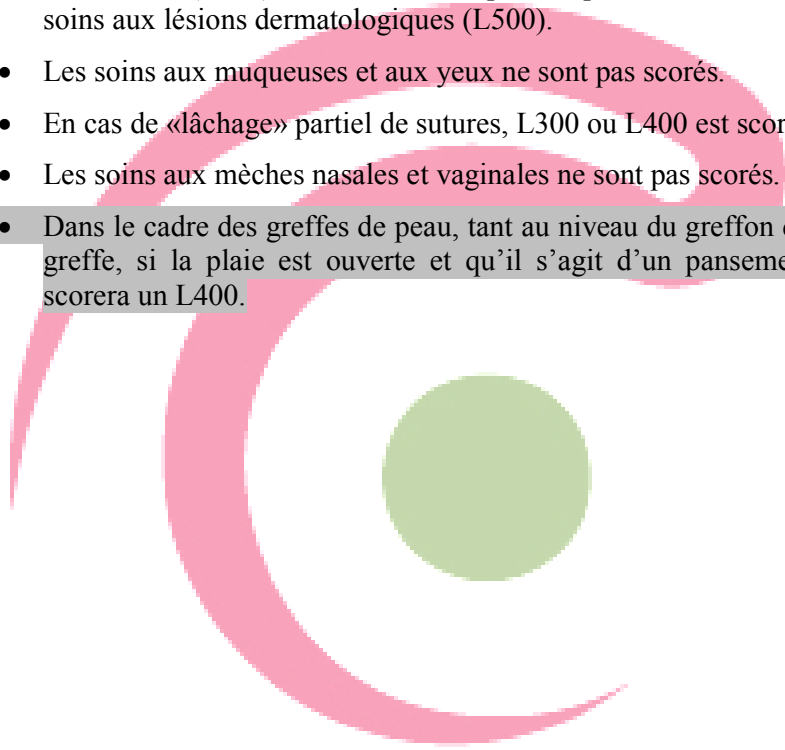 soins aux lésions dermatologiques (L500).
• Les soins aux muqueuses et aux yeux ne sont pas scorés.
• En cas de «lâchage» partiel de sutures, L300 ou L400 est scor
• Les soins aux mèches nasales et vaginales ne sont pas scorés.
• Dans le cadre des greffes de peau, tant au niveau du greffon
greffe, si la plaie est ouverte et qu’il s’agit d’un panseme
scorera un L400.